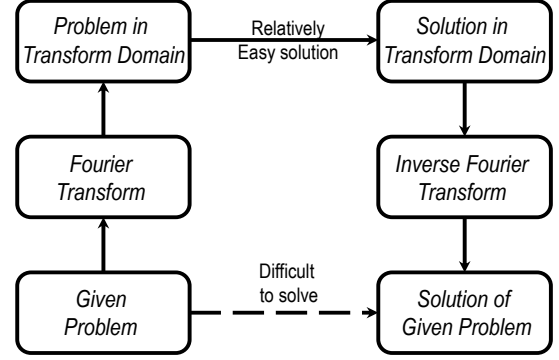 Problem in
Transform Domain
Relatively
Easy solution
Solution in
Transform Domain
Fourier
Transform
Inverse Fourier
Transform
Given
Problem
Difficult
to solve
Solution of
Given Problem